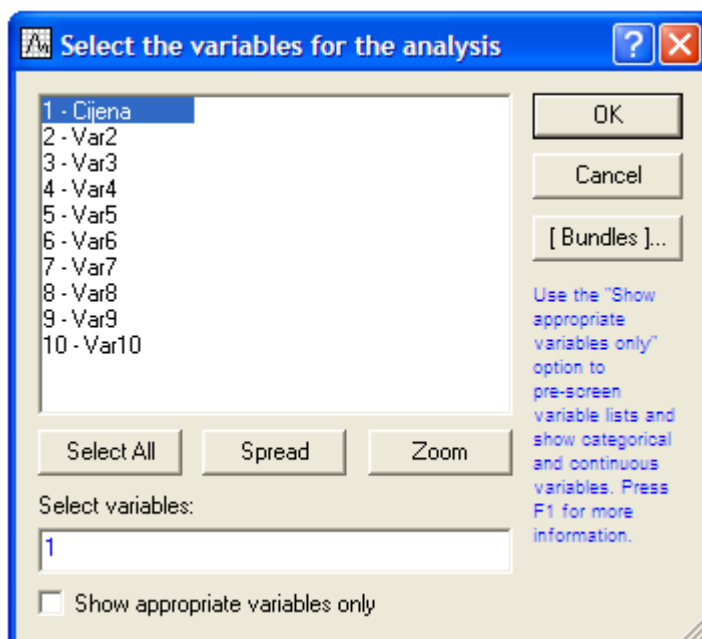 Select the variables for the analysis
1 - Cijena
2 - Var2
3 - Var3
4 - Var4
5 - Var5
6 - Var6
7 - Var7
8 - Var8
9 - Var9
10 - Var10
OK
Cancel
[ Bundles ]...
Use the "Show
appropriate
variables only"
option to
pre-screen
variable lists and
show categorical
and continuous
variables. Press
F1 for more
information.
Select All
Spread
Zoom
Select variables:
1
Show appropriate variables only